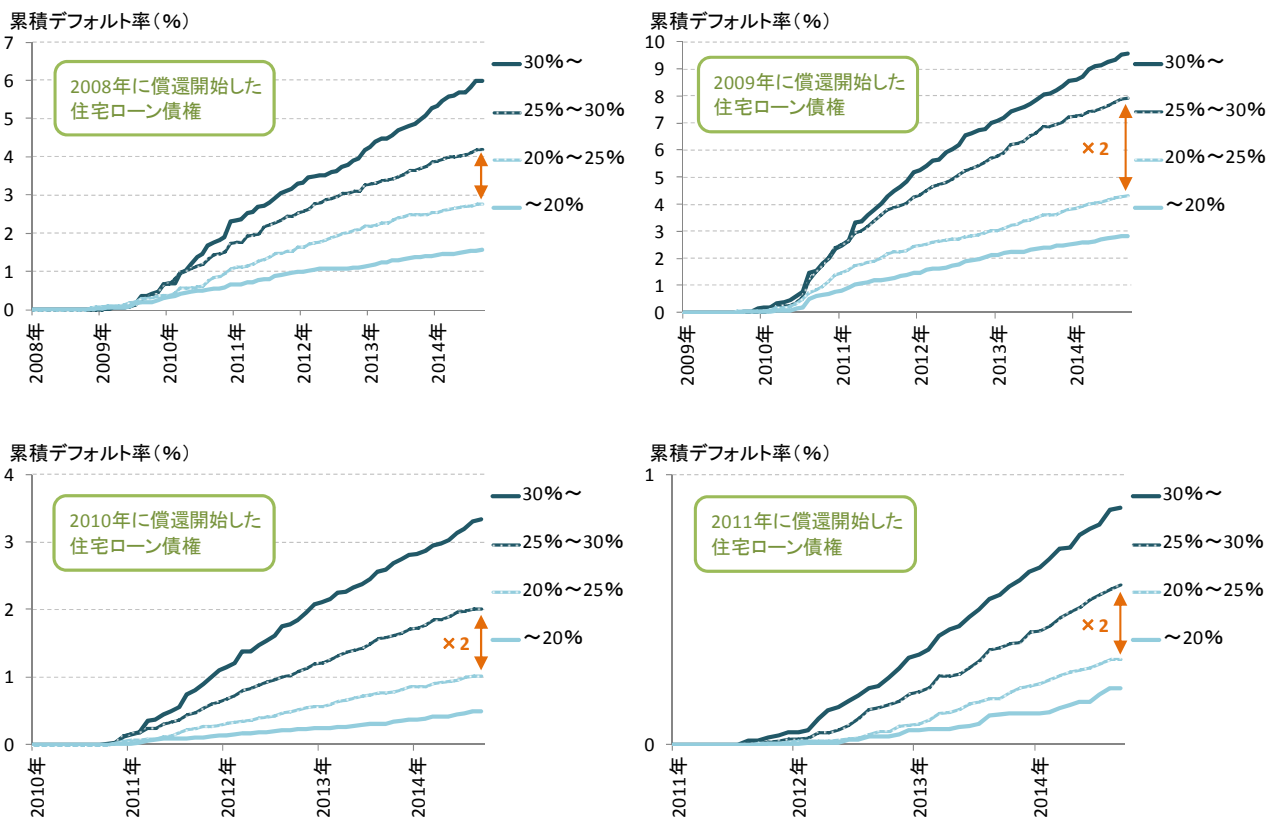 累積デフォルト率(%)
7
6
5
4
3
2
1
0
2008年に償還開始した
住宅ローン債権
30%~
25%~30%
20%~25%
~20%
2008年
2009年
2010年
2011年
2012年
2013年
2014年
累積デフォルト率(%)
10
9
8
7
6
5
4
3
2
1
0
2009年に償還開始した
住宅ローン債権
30%~
25%~30%
20%~25%
~20%
×2
2009年
2010年
2011年
2012年
2013年
2014年
累積デフォルト率(%)
4
3
2
1
0
2010年に償還開始した
住宅ローン債権
30%~
25%~30%
20%~25%
~20%
×2
2010年
2011年
2012年
2013年
2014年
累積デフォルト率(%)
1
0
2011年に償還開始した
住宅ローン債権
30%~
25%~30%
20%~25%
~20%
×2
2011年
2012年
2013年
2014年